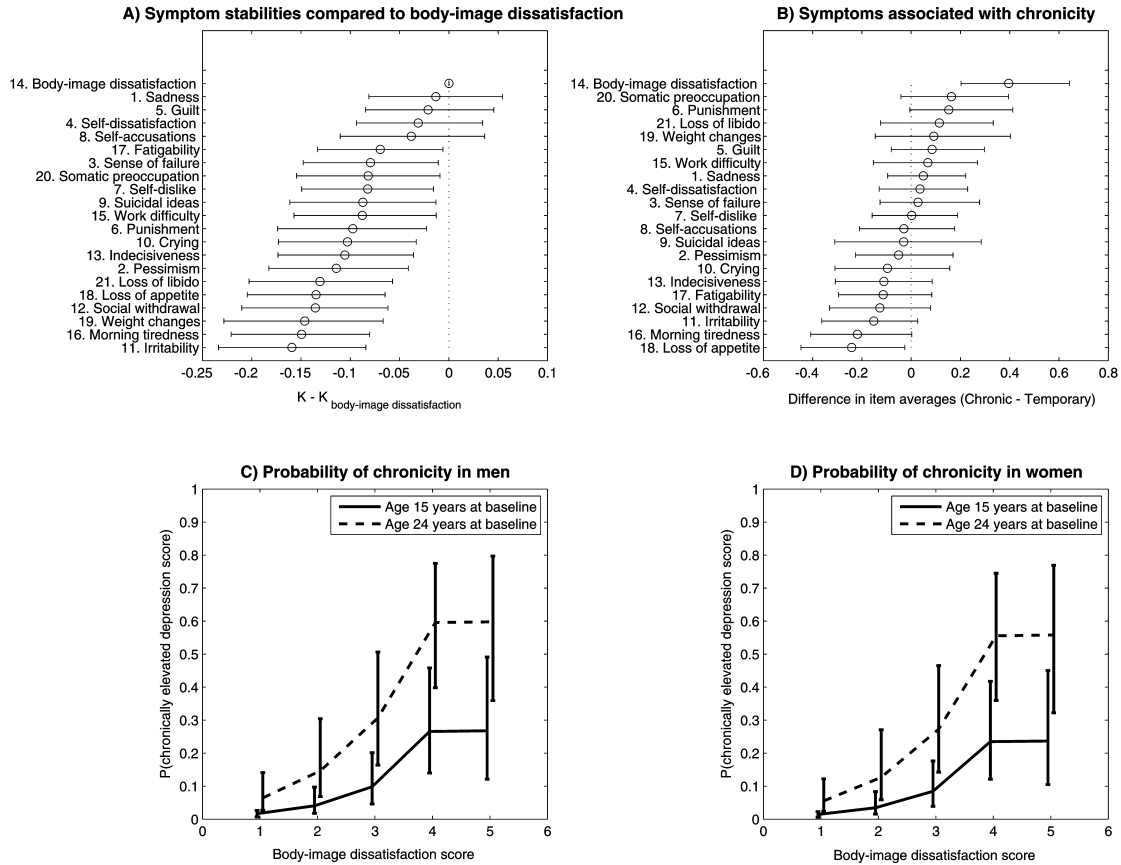 A) Symptom stabilities compared to body-image dissatisfaction
14. Body-image dissatisfaction
1. Sadness
5. Guilt
4. Self-dissatisfaction
8. Self-accusations
17. Fatigability
3. Sense of failure
20. Somatic preoccupation
7. Self-dislike
9. Suicidal ideas
15. Work difficulty
6. Punishment
10. Crying
13. Indecisiveness
2. Pessimism
21. Loss of libido
18. Loss of appetite
12. Social withdrawal
19. Weight changes
16. Morning tiredness
11. Irritability
-0.25 -0.2 -0.15 -0.1 -0.05 0 0.05 0.1
K - K body-image dissatisfaction
B) Symptoms associated with chronicity
14. Body-image dissatisfaction
20. Somatic preoccupation
6. Punishment
21. Loss of libido
19. Weight changes
5. Guilt
15. Work difficulty
1. Sadness
4. Self-dissatisfaction
3. Sense of failure
7. Self-dislike
8. Self-accusations
9. Suicidal ideas
2. Pessimism
10. Crying
13. Indecisiveness
17. Fatigability
12. Social withdrawal
11. Irritability
16. Morning tiredness
18. Loss of appetite
-0.6 -0.4 -0.2 0 0.2 0.4 0.6 0.8
Difference in item averages (Chronic - Temporary)
C) Probability of chronicity in men
P(chronically elevated depression score)
1
0.9
0.8
0.7
0.6
0.5
0.4
0.3
0.2
0.1
0
Age 15 years at baseline
Age 24 years at baseline
0 1 2 3 4 5 6
Body-image dissatisfaction score
D) Probability of chronicity in women
P(chronically elevated depression score)
1
0.9
0.8
0.7
0.6
0.5
0.4
0.3
0.2
0.1
0
Age 15 years at baseline
Age 24 years at baseline
0 1 2 3 4 5 6
Body-image dissatisfaction score